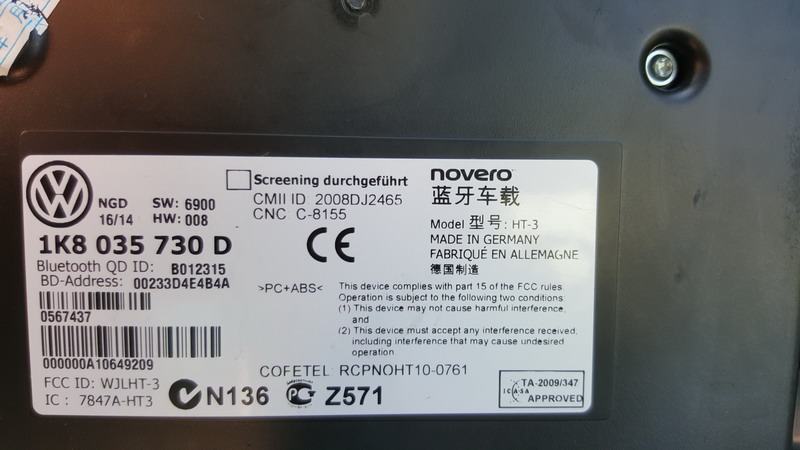 NGD SW: 6900
16/14 HW: 008
1K8 035 730 D
Bluetooth QD ID: B012315
BD-Address: 00233D4E4B4A
0567437
000000A10649209
FCC ID: WJLHT-3
IC : 7847A-HT3
Screening durchgeführt
CMII ID: 2008DJ2465
CNC: C-8155
CE
>PC+ABS<
novero
蓝牙车载
Model 型号: HT-3
MADE IN GERMANY
FABRIQUÉ EN ALLEMAGNE
德国制造
This device complies with part 15 of the FCC rules.
Operation is subject to the following two conditions:
(1) This device may not cause harmful interference,
and
(2) This device must accept any interference received,
including interference that may cause undesired
operation
COFETEL: RCPNOHT10-0761
N136 Z571
ICASA TA-2009/347
APPROVED